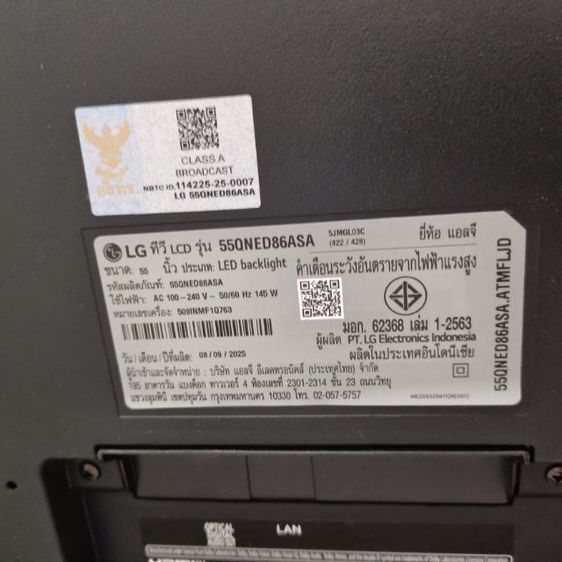 กสทช.
CLASS A
BROADCAST
NBTC ID.114225-25-0007
LG 55QNED86ASA
LG ทีวี LCD รุ่น 55QNED86ASA 5JMQL03C (422 / 428) ยี่ห้อ แอลจี
ขนาด: 55 นิ้ว ประเภท: LED backlight คำเตือนระวังอันตรายจากไฟฟ้าแรงสูง
รหัสผลิตภัณฑ์: 55QNED86ASA
ใช้ไฟฟ้า: AC 100-240 V ~ 50/60 Hz 145 W
หมายเลขเครื่อง: 509INMF1Q763
มอก. 62368 เล่ม 1-2563
ผู้ผลิต PT. LG Electronics Indonesia
ผลิตในประเทศอินโดนีเซีย
วัน / เดือน / ปีที่ผลิต: 08 / 09 / 2025
ผู้นำเข้าและจัดจำหน่าย : บริษัท แอลจี อีเลคทรอนิคส์ (ประเทศไทย) จำกัด
195 อาคารวัน แบงค็อก ทาวเวอร์ 4 ห้องเลขที่ 2301-2314 ชั้น 23 ถนนวิทยุ
แขวงลุมพินี เขตปทุมวัน กรุงเทพมหานคร 10330 โทร. 02-057-5757
55QNED86ASA.ATMFLJD
OPTICAL
DIGITAL
AUDIO OUT
LAN